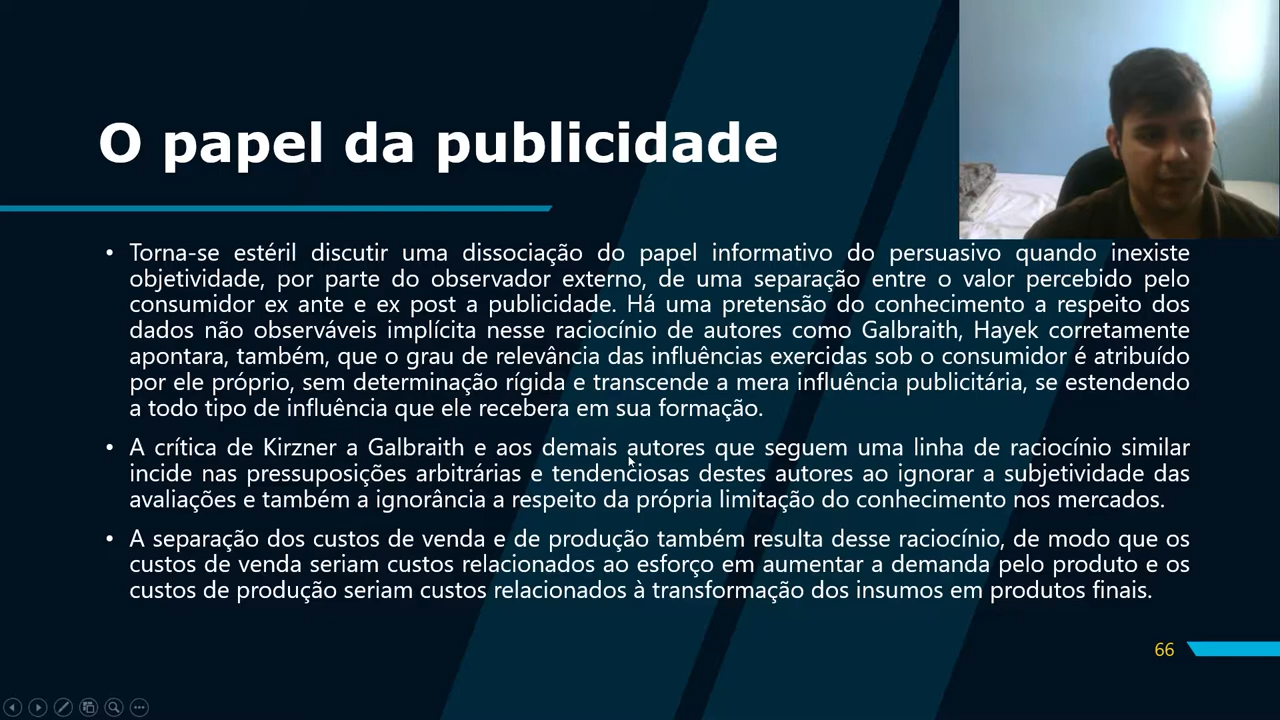 O papel da publicidade
• Torna-se estéril discutir uma dissociação do papel informativo do persuasivo quando inexiste
objetividade, por parte do observador externo, de uma separação entre o valor percebido pelo
consumidor ex ante e ex post a publicidade. Há uma pretensão do conhecimento a respeito dos
dados não observáveis implícita nesse raciocínio de autores como Galbraith, Hayek corretamente
apontara, também, que o grau de relevância das influências exercidas sob o consumidor é atribuído
por ele próprio, sem determinação rígida e transcende a mera influência publicitária, se estendendo
a todo tipo de influência que ele recebera em sua formação.
• A crítica de Kirzner a Galbraith e aos demais autores que seguem uma linha de raciocínio similar
incide nas pressuposições arbitrárias e tendenciosas destes autores ao ignorar a subjetividade das
avaliações e também a ignorância a respeito da própria limitação do conhecimento nos mercados.
• A separação dos custos de venda e de produção também resulta desse raciocínio, de modo que os
custos de venda seriam custos relacionados ao esforço em aumentar a demanda pelo produto e os
custos de produção seriam custos relacionados à transformação dos insumos em produtos finais.
66